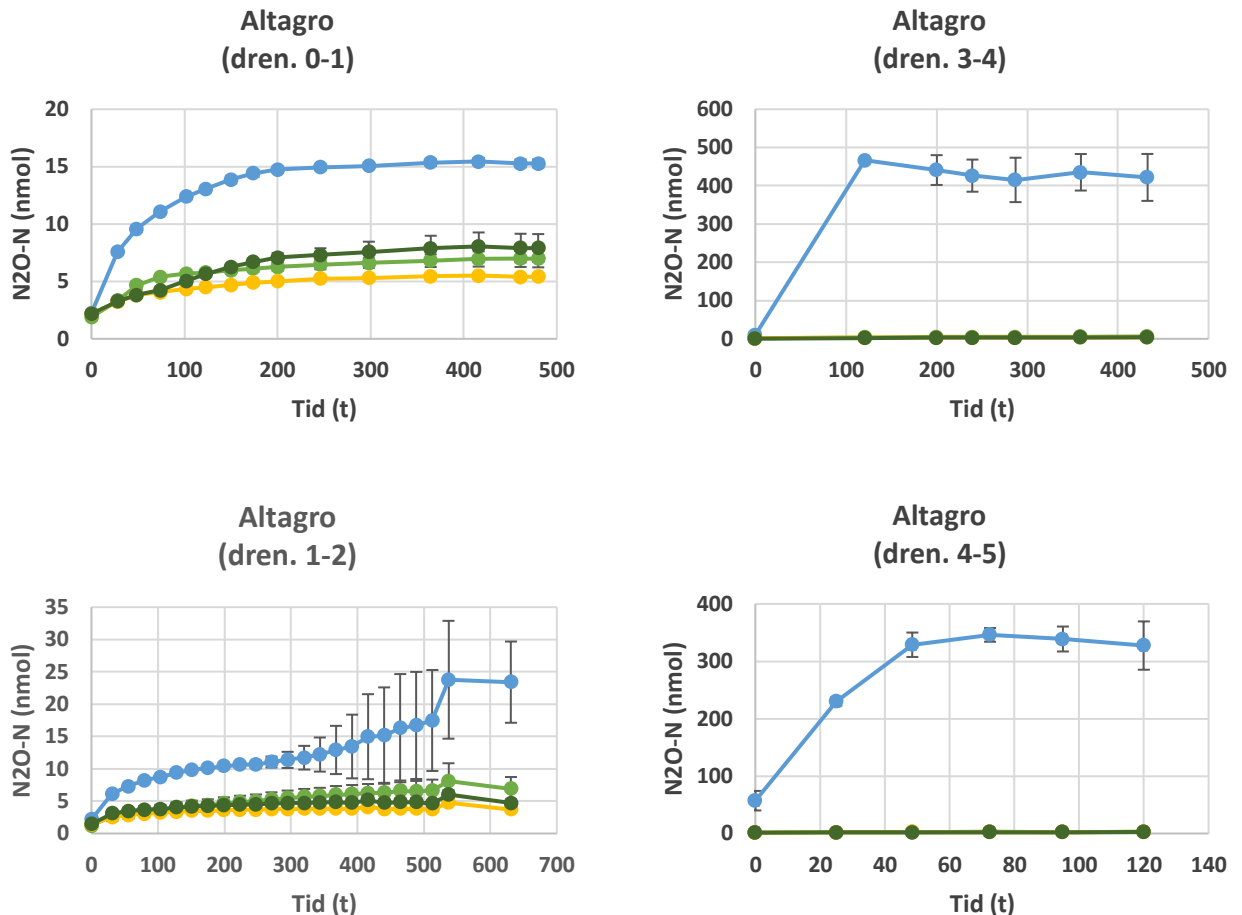 Altagro
(dren. 0-1)
20
15
10
5
0
N2O-N (nmol)
0 100 200 300 400 500
Tid (t)
Altagro
(dren. 3-4)
600
500
400
300
200
100
0
N2O-N (nmol)
0 100 200 300 400 500
Tid (t)
Altagro
(dren. 1-2)
35
30
25
20
15
10
5
0
N2O-N (nmol)
0 100 200 300 400 500 600 700
Tid (t)
Altagro
(dren. 4-5)
400
300
200
100
0
N2O-N (nmol)
0 20 40 60 80 100 120 140
Tid (t)